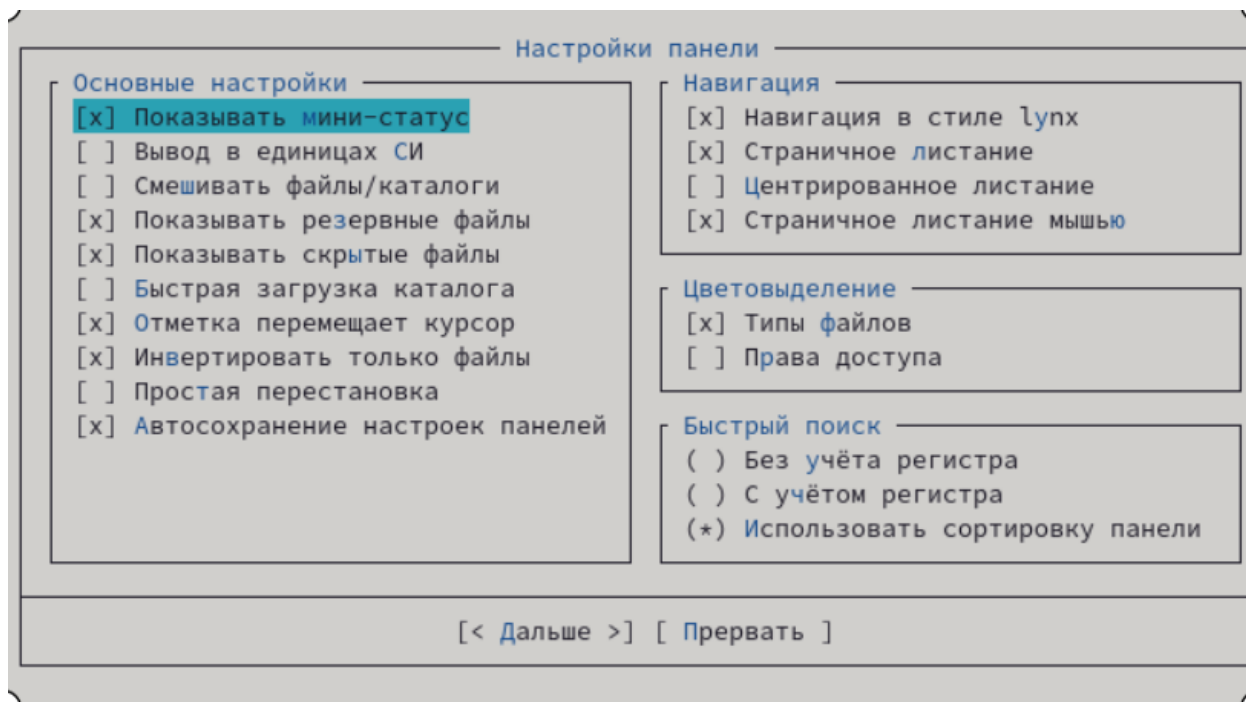 Настройки панели
Основные настройки
[x] Показывать мини-статус
[ ] Вывод в единицах СИ
[ ] Смешивать файлы/каталоги
[x] Показывать резервные файлы
[x] Показывать скрытые файлы
[ ] Быстрая загрузка каталога
[x] Отметка перемещает курсор
[x] Инвертировать только файлы
[ ] Простая перестановка
[x] Автосохранение настроек панелей
Навигация
[x] Навигация в стиле lynx
[x] Страничное листание
[ ] Центрированное листание
[x] Страничное листание мышью
Цветовыделение
[x] Типы файлов
[ ] Права доступа
Быстрый поиск
( ) Без учёта регистра
( ) С учётом регистра
(*) Использовать сортировку панели
[< Дальше >] [ Прервать ]